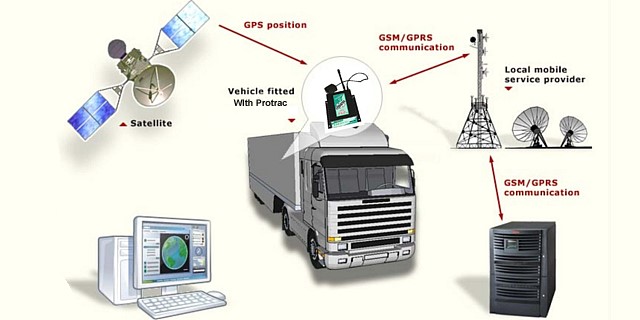 GPS position
GSM/GPRS
communication
Local mobile
service provider
Vehicle fitted
WIth Protrac
Satellite
GSM/GPRS
communication